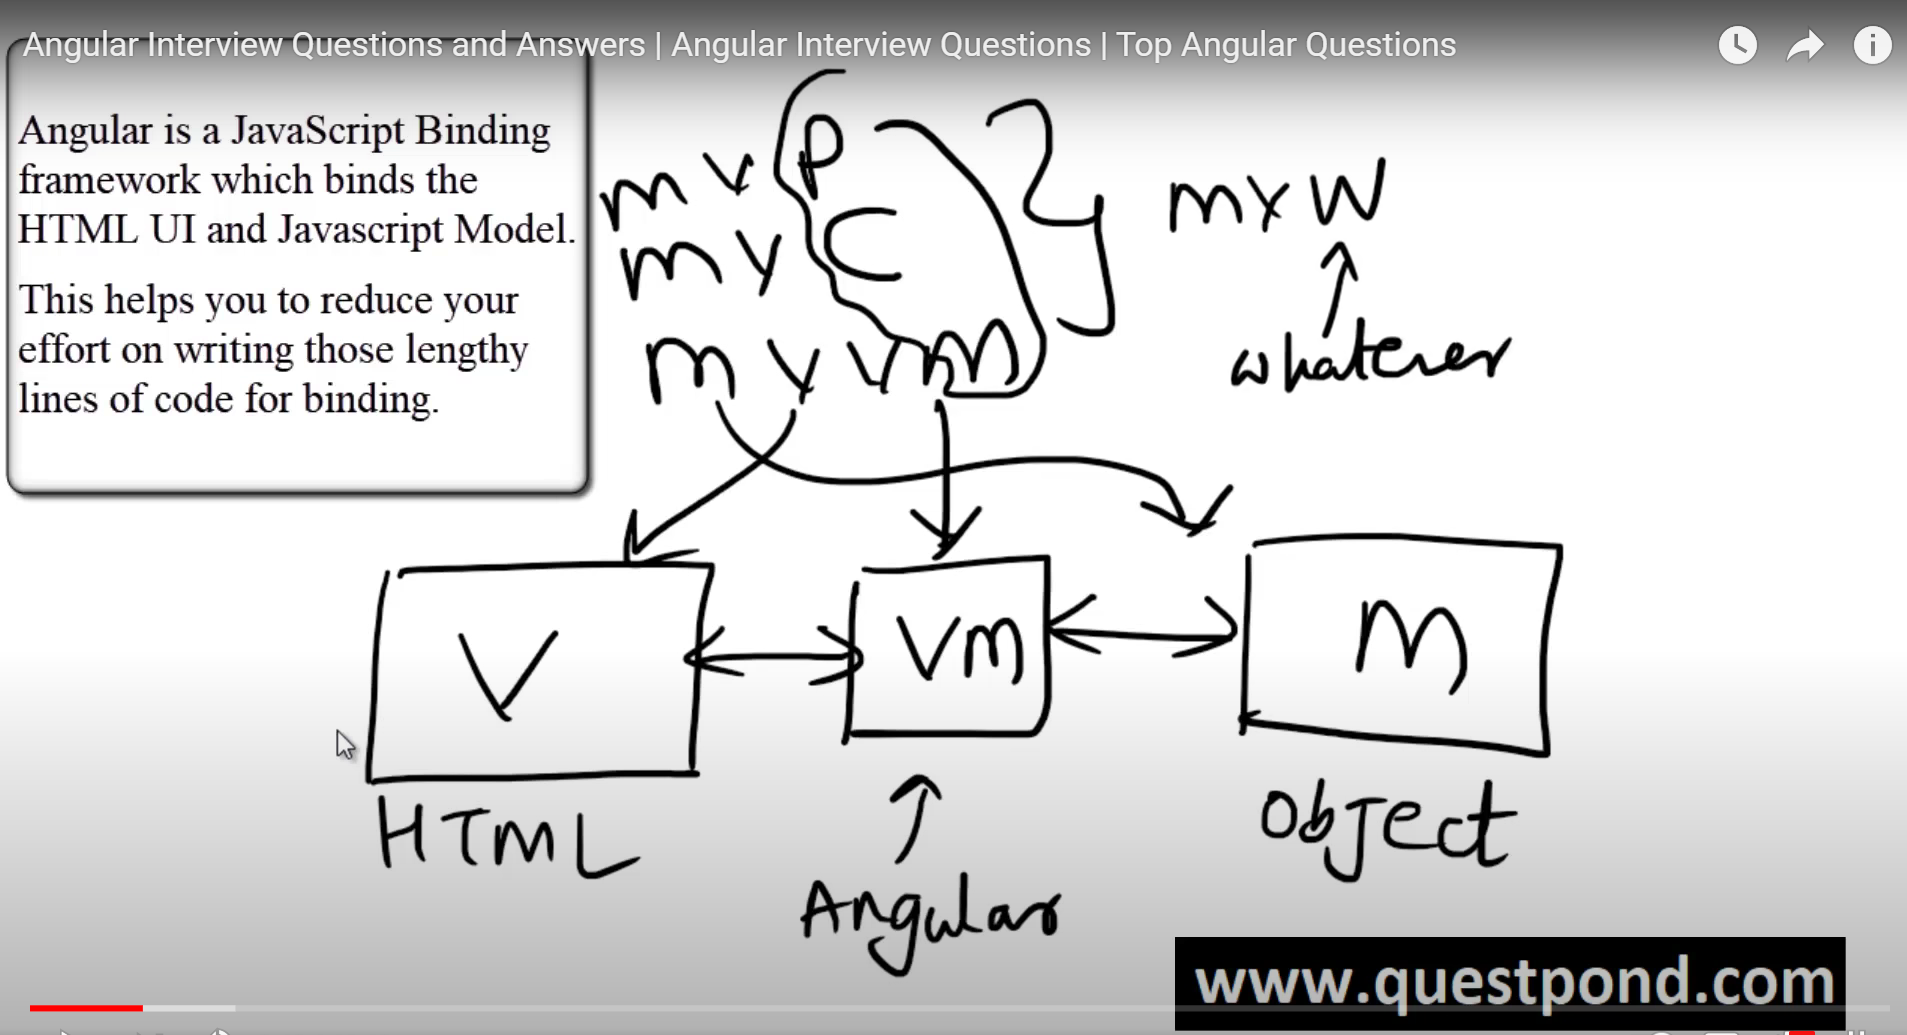 Angular Interview Questions and Answers | Angular Interview Questions | Top Angular Questions
Angular is a JavaScript Binding
framework which binds the
HTML UI and Javascript Model.
This helps you to reduce your
effort on writing those lengthy
lines of code for binding.
mvP
mvC
mvvm
mvW
whatever
V
Vm
M
HTML
Angular
Object
www.questpond.com